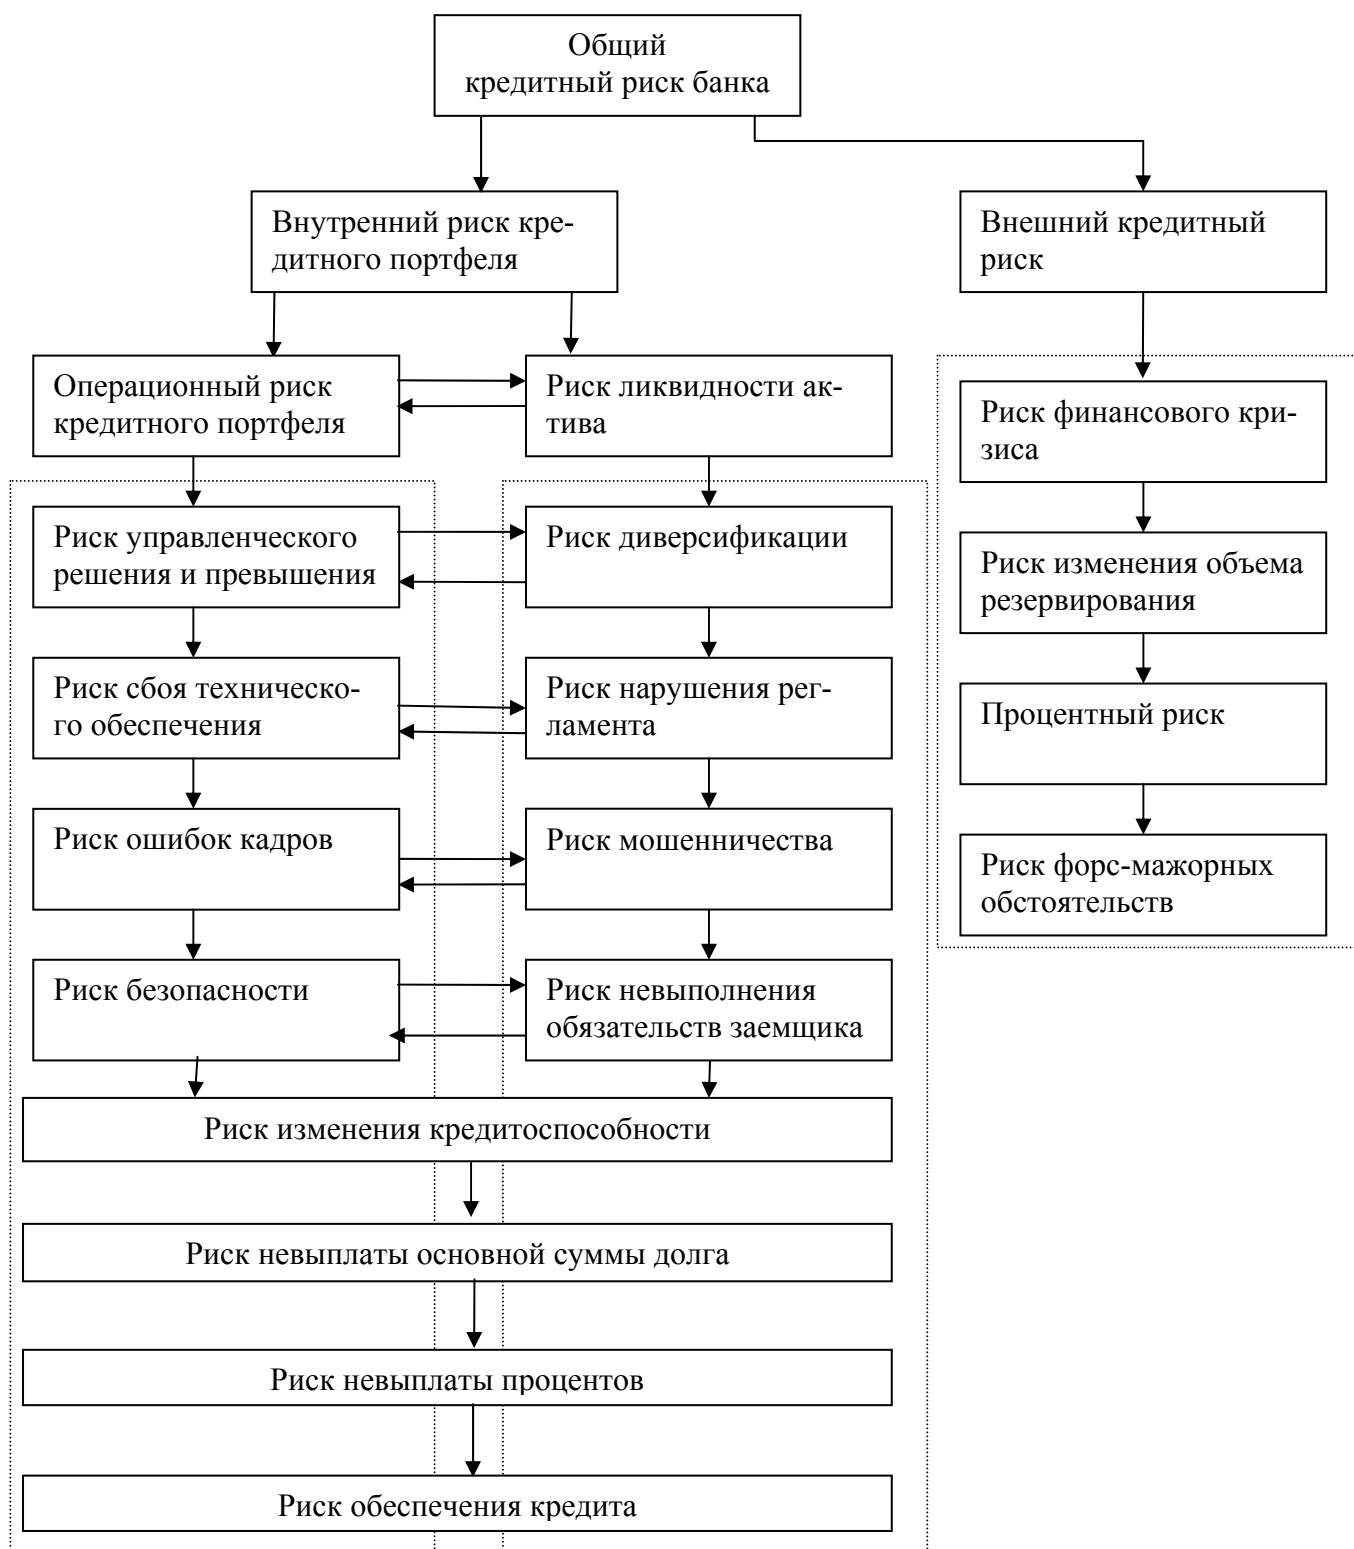 Общий
кредитный риск банка
Внутренний риск кре-
дитного портфеля
Внешний кредитный
риск
Операционный риск
кредитного портфеля
Риск ликвидности ак-
тива
Риск финансового кри-
зиса
Риск управленческого
решения и превышения
Риск диверсификации
Риск изменения объема
резервирования
Риск сбоя техническо-
го обеспечения
Риск нарушения рег-
ламента
Процентный риск
Риск ошибок кадров
Риск мошенничества
Риск форс-мажорных
обстоятельств
Риск безопасности
Риск невыполнения
обязательств заемщика
Риск изменения кредитоспособности
Риск невыплаты основной суммы долга
Риск невыплаты процентов
Риск обеспечения кредита